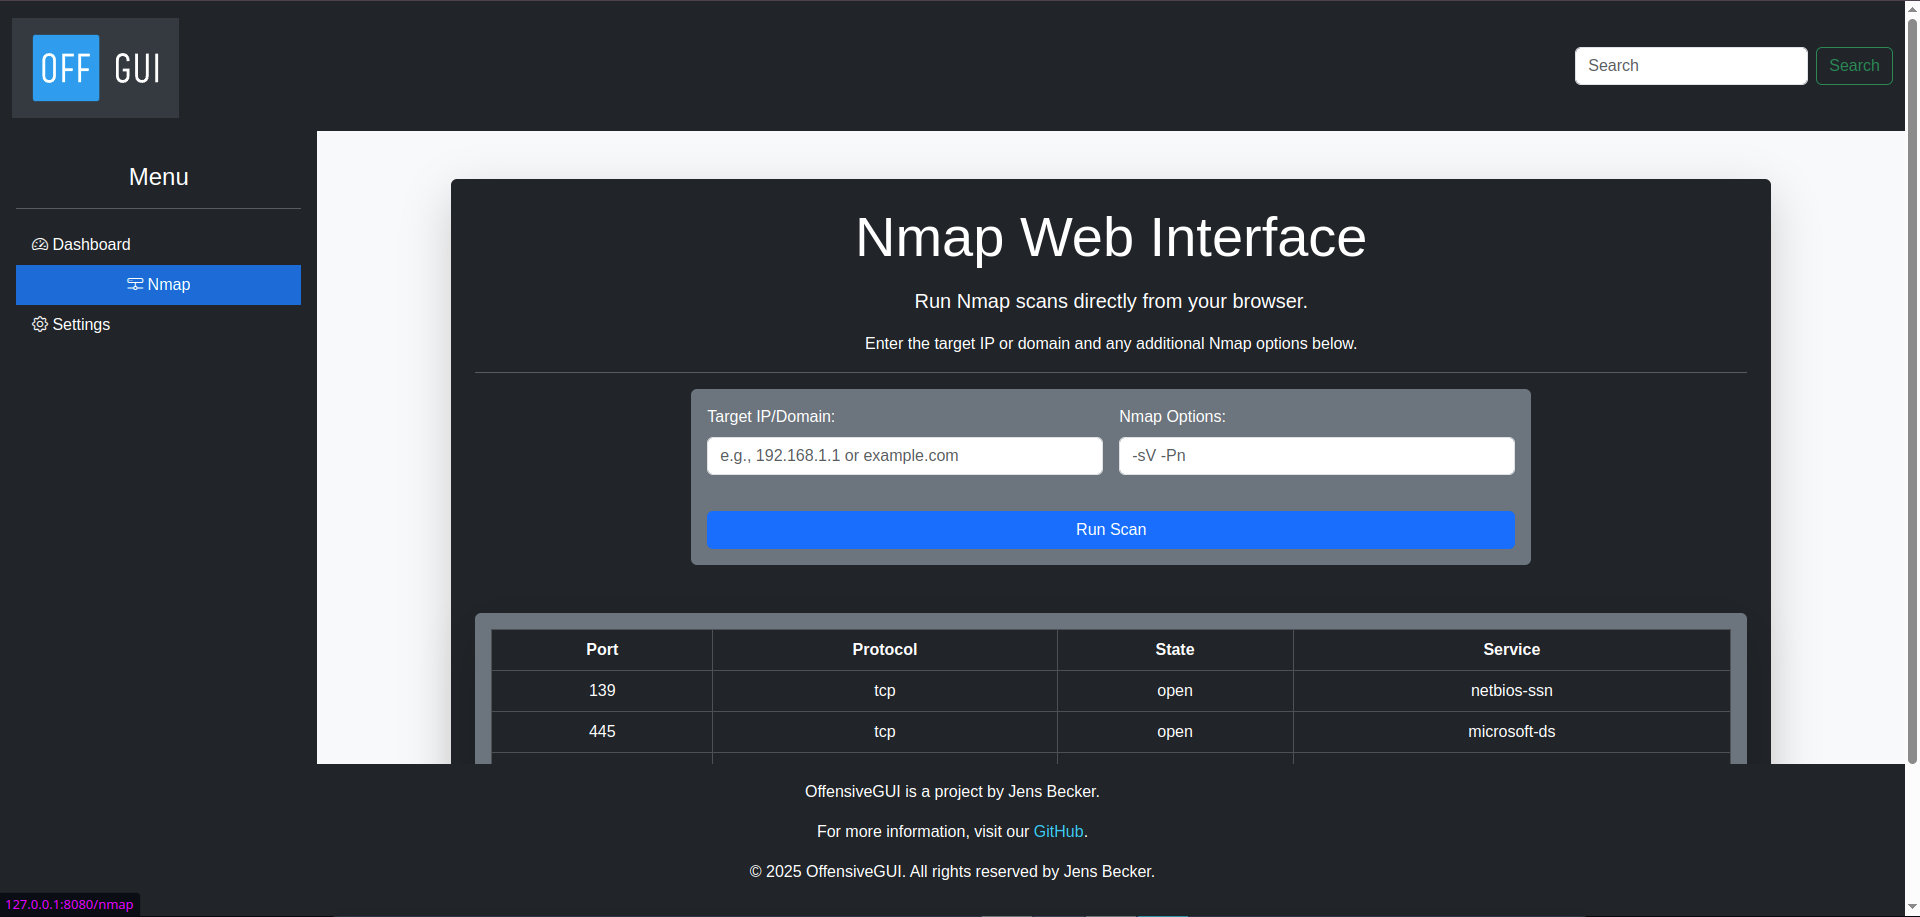 OFF GUI
Search Search
Menu
Dashboard
Nmap
Settings
Nmap Web Interface
Run Nmap scans directly from your browser.
Enter the target IP or domain and any additional Nmap options below.
Target IP/Domain: Nmap Options:
e.g., 192.168.1.1 or example.com -sV -Pn
Run Scan
Port Protocol State Service
139 tcp open netbios-ssn
445 tcp open microsoft-ds
OffensiveGUI is a project by Jens Becker.
For more information, visit our GitHub.
© 2025 OffensiveGUI. All rights reserved by Jens Becker.
127.0.0.1:8080/nmap